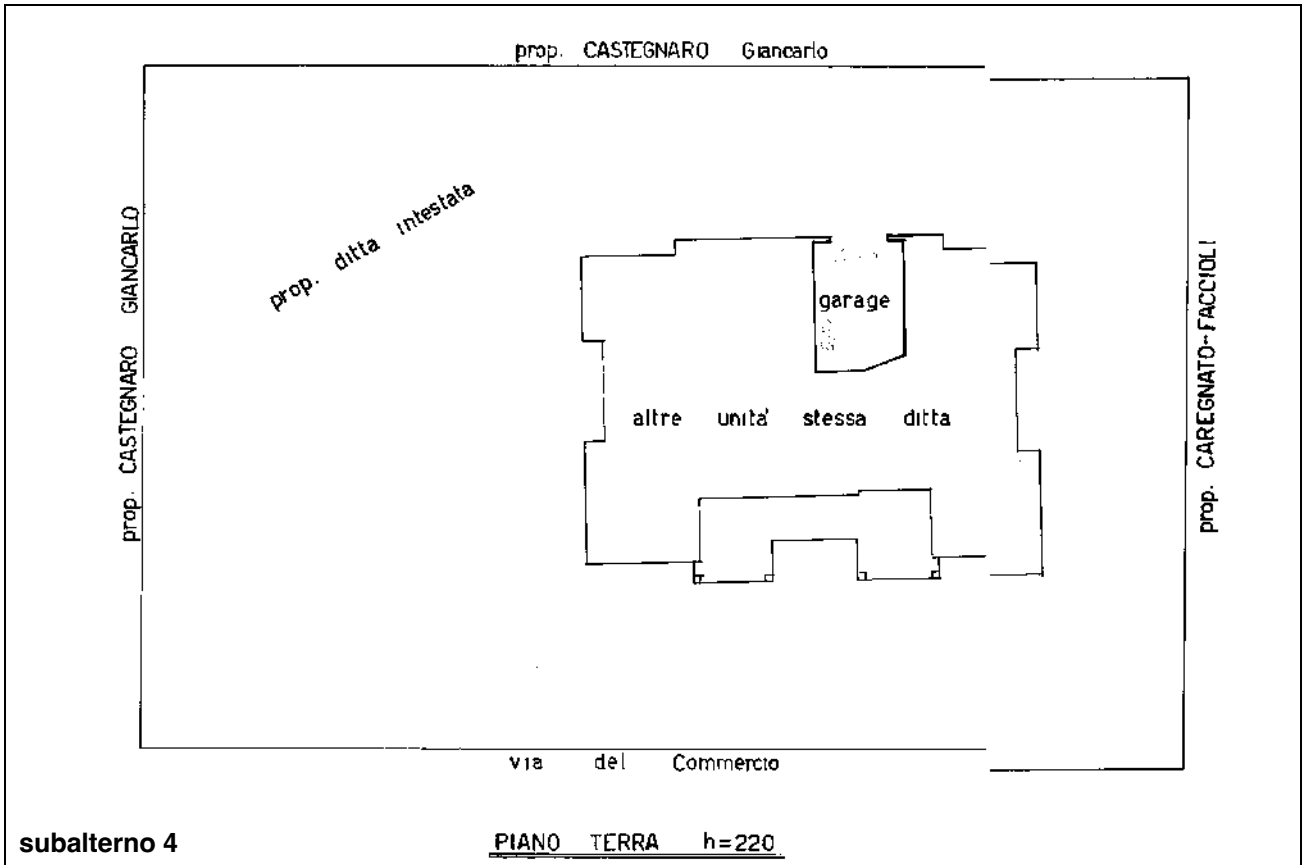 prop. CASTEGNARO Giancarlo
prop. ditta intestata
prop. CASTEGNARO GIANCARLO
prop. CAREGNATO-FACCIOLI
garage
altre unita' stessa ditta
via del Commercio
subalterno 4
PIANO TERRA h=220